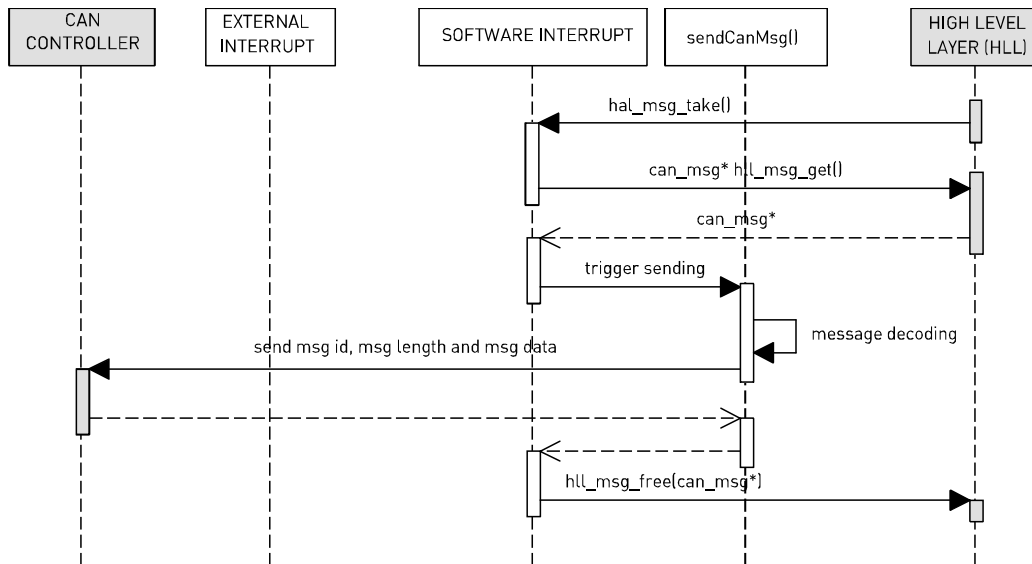 CAN
CONTROLLER
EXTERNAL
INTERRUPT
SOFTWARE INTERRUPT
sendCanMsg()
HIGH LEVEL
LAYER (HLL)
hal_msg_take()
can_msg* hll_msg_get()
can_msg*
trigger sending
message decoding
send msg id, msg length and msg data
hll_msg_free(can_msg*)